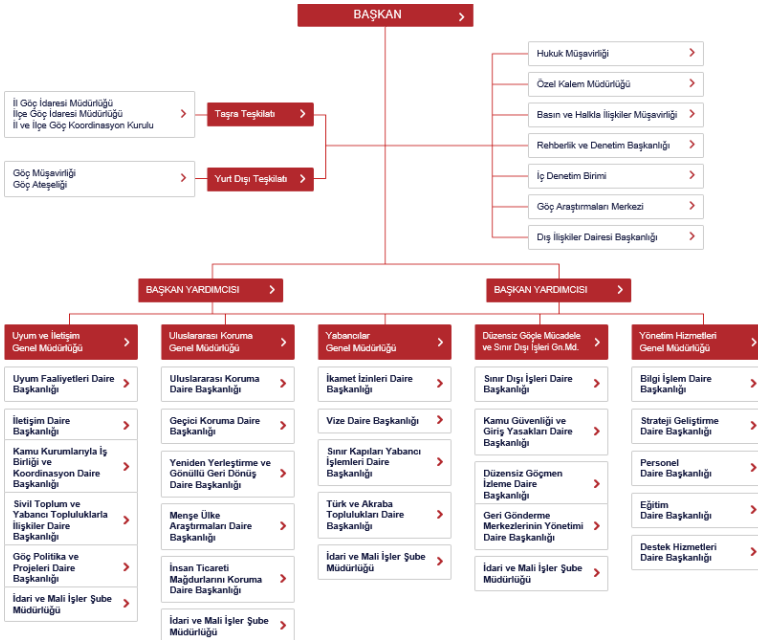 BAŞKAN
Hukuk Müşavirliği
Özel Kalem Müdürlüğü
Basın ve Halkla İlişkiler Müşavirliği
Rehberlik ve Denetim Başkanlığı
İç Denetim Birimi
Göç Araştırmaları Merkezi
Dış İlişkiler Dairesi Başkanlığı
İl Göç İdaresi Müdürlüğü
İlçe Göç İdaresi Müdürlüğü
İl ve İlçe Göç Koordinasyon Kurulu
Taşra Teşkilatı
Göç Müşavirliği
Göç Ateşeliği
Yurt Dışı Teşkilatı
BAŞKAN YARDIMCISI
BAŞKAN YARDIMCISI
Uyum ve İletişim
Genel Müdürlüğü
Uyum Faaliyetleri Daire
Başkanlığı
İletişim Daire
Başkanlığı
Kamu Kurumlarıyla İş
Birliği ve
Koordinasyon Daire
Başkanlığı
Sivil Toplum ve
Yabancı Topluluklarla
İlişkiler Daire
Başkanlığı
Göç Politika ve
Projeleri Daire
Başkanlığı
İdari ve Mali İşler Şube
Müdürlüğü
Uluslararası Koruma
Genel Müdürlüğü
Uluslararası Koruma
Daire Başkanlığı
Geçici Koruma Daire
Başkanlığı
Yeniden Yerleştirme ve
Gönüllü Geri Dönüş
Daire Başkanlığı
Menşe Ülke
Araştırmaları Daire
Başkanlığı
İnsan Ticareti
Mağdurlarını Koruma
Daire Başkanlığı
İdari ve Mali İşler Şube
Müdürlüğü
Yabancılar
Genel Müdürlüğü
İkamet İzinleri Daire
Başkanlığı
Vize Daire Başkanlığı
Sınır Kapıları Yabancı
İşlemleri Daire
Başkanlığı
Türk ve Akraba
Toplulukları Daire
Başkanlığı
İdari ve Mali İşler Şube
Müdürlüğü
Düzensiz Göçle Mücadele
ve Sınır Dışı İşleri Gn.Md.
Sınır Dışı İşleri Daire
Başkanlığı
Kamu Güvenliği ve
Giriş Yasakları Daire
Başkanlığı
Düzensiz Göçmen
İzleme Daire
Başkanlığı
Geri Gönderme
Merkezlerinin Yönetimi
Daire Başkanlığı
İdari ve Mali İşler Şube
Müdürlüğü
Yönetim Hizmetleri
Genel Müdürlüğü
Bilgi İşlem Daire
Başkanlığı
Strateji Geliştirme
Daire Başkanlığı
Personel
Daire Başkanlığı
Eğitim
Daire Başkanlığı
Destek Hizmetleri
Daire Başkanlığı